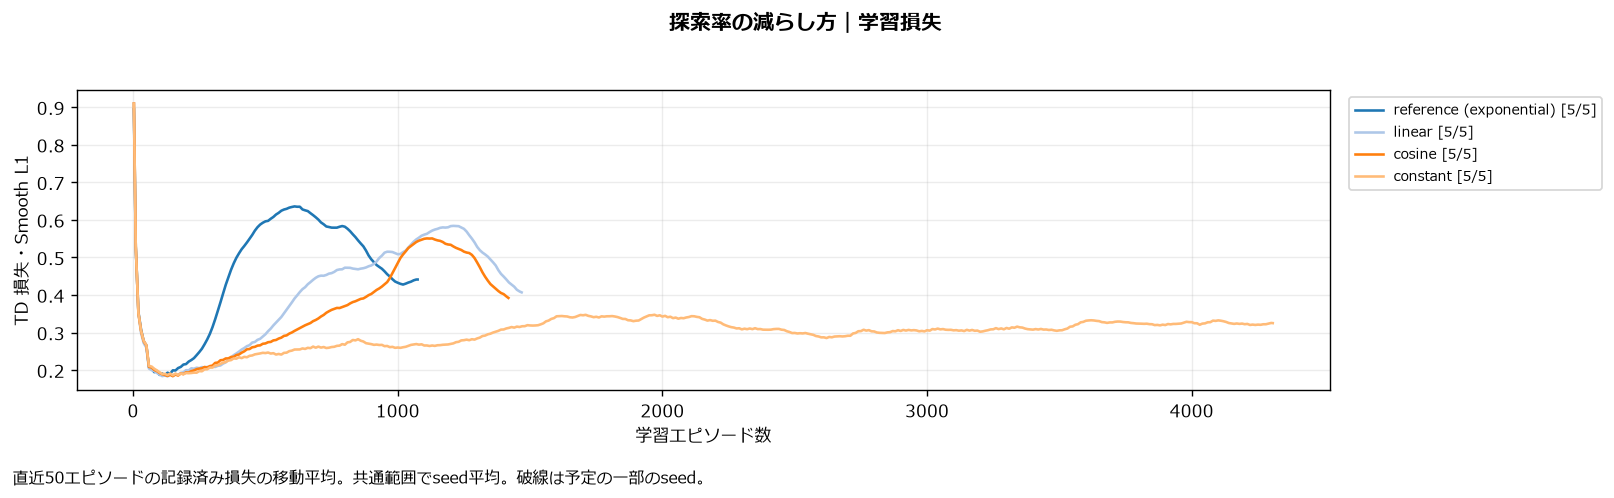 探索率の減らし方｜学習損失
TD 損失・Smooth L1
0.9
0.8
0.7
0.6
0.5
0.4
0.3
0.2
0
1000
2000
3000
4000
学習エピソード数
reference (exponential) [5/5]
linear [5/5]
cosine [5/5]
constant [5/5]
直近50エピソードの記録済み損失の移動平均。共通範囲でseed平均。破線は予定の一部のseed。